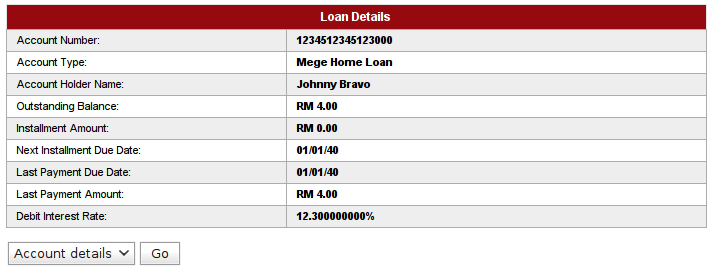 Loan Details
Account Number: 1234512345123000
Account Type: Mege Home Loan
Account Holder Name: Johnny Bravo
Outstanding Balance: RM 4.00
Installment Amount: RM 0.00
Next Installment Due Date: 01/01/40
Last Payment Due Date: 01/01/40
Last Payment Amount: RM 4.00
Debit Interest Rate: 12.300000000%
Account details Go